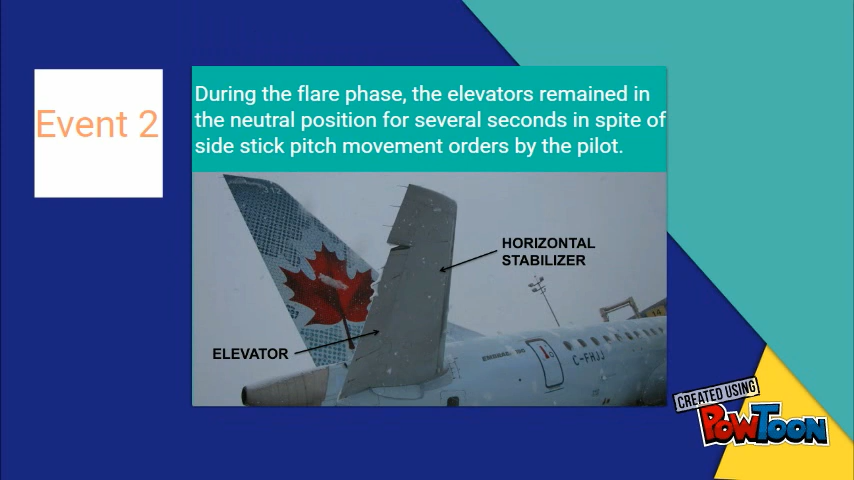 Event 2
During the flare phase, the elevators remained in
the neutral position for several seconds in spite of
side stick pitch movement orders by the pilot.
HORIZONTAL
STABILIZER
ELEVATOR
C-FHJJ
CREATED USING
POWTOON